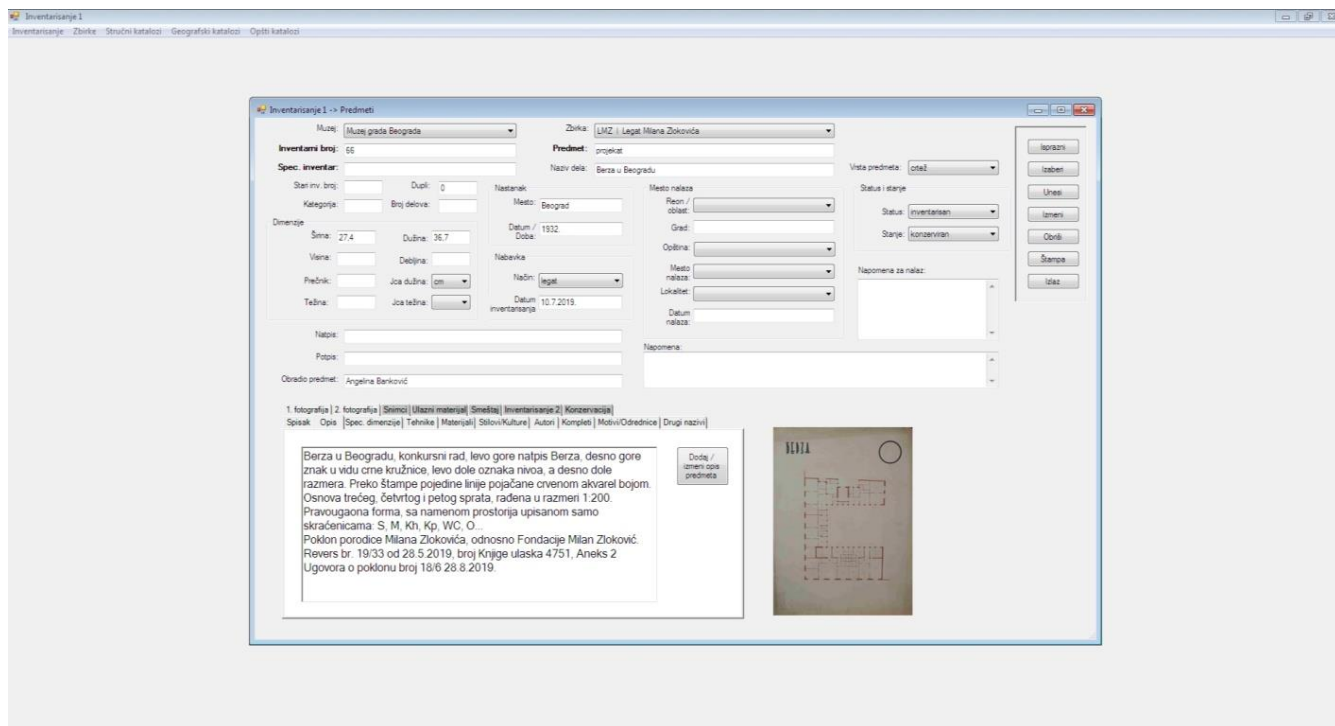 Inventarisanje 1
Inventarisanje Zbirke Stručni katalozi Geografski katalozi Opšti katalozi
Inventarisanje 1 -> Predmeti
Muzej: Muzej grada Beograda
Zbirka: LMZ | Legat Milana Zlokovića
Inventarni broj: 66
Predmet: projekat
Spec. inventar:
Naziv dela: Berza u Beogradu
Vrsta predmeta: crtež
Stari inv. broj:
Dupli: 0
Kategorija:
Broj delova:
Dimenzije
Širina: 27,4
Dužina: 36,7
Visina:
Debljina:
Prečnik:
Jca dužina: cm
Težina:
Jca težina:
Nastanak
Mesto: Beograd
Datum / Doba: 1932.
Nabavka
Način: legat
Datum inventarisanja 10.7.2019.
Mesto nalaza
Reon / oblast:
Grad:
Opština:
Mesto nalaza:
Lokalitet:
Datum nalaza:
Status i stanje
Status: inventarisan
Stanje: konzerviran
Napomena za nalaz:
Isprazni
Izaberi
Unesi
Izmeni
Obriši
Štampa
Izlaz
Natpis:
Potpis:
Obradio predmet: Angelina Banković
Napomena:
1. fotografija 2. fotografija Snimci Ulazni materijal Smeštaj Inventarisanje 2 Konzervacija
Spisak Opis Spec. dimenzije Tehnike Materijali Stilovi/Kulture Autori Kompleti Motivi/Odrednice Drugi nazivi
Berza u Beogradu, konkursni rad, levo gore natpis Berza, desno gore
znak u vidu crne kružnice, levo dole oznaka nivoa, a desno dole
razmera. Preko štampe pojedine linije pojačane crvenom akvarel bojom.
Osnova trećeg, četvrtog i petog sprata, rađena u razmeri 1:200.
Pravougaona forma, sa namenom prostorija upisanom samo
skraćenicama: S, M, Kh, Kp, WC, O...
Poklon porodice Milana Zlokovića, odnosno Fondacije Milan Zloković.
Revers br. 19/33 od 28.5.2019, broj Knjige ulaska 4751, Aneks 2
Ugovora o poklonu broj 18/6 28.8.2019.
Dodaj /
izmeni opis
predmeta
BERZA